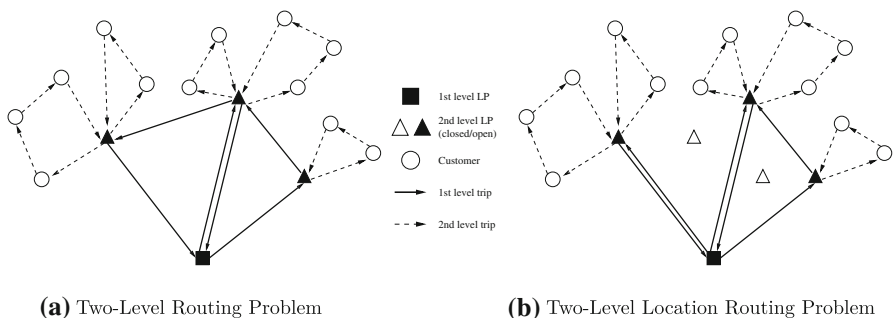 1st level LP
2nd level LP
(closed/open)
Customer
1st level trip
2nd level trip
(a) Two-Level Routing Problem
(b) Two-Level Location Routing Problem